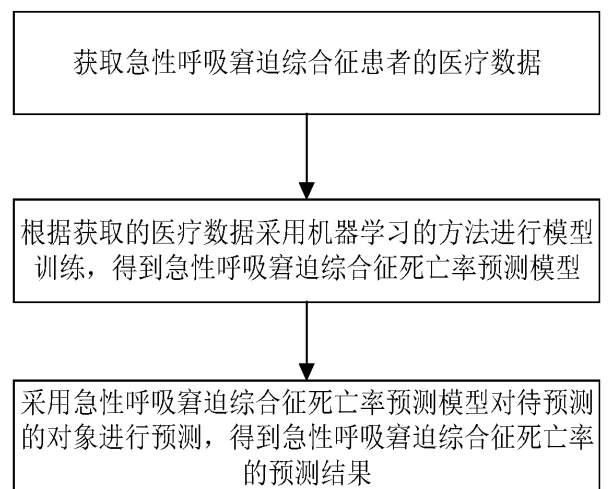 获取急性呼吸窘迫综合征患者的医疗数据
根据获取的医疗数据采用机器学习的方法进行模型
训练，得到急性呼吸窘迫综合征死亡率预测模型
采用急性呼吸窘迫综合征死亡率预测模型对待预测
的对象进行预测，得到急性呼吸窘迫综合征死亡率
的预测结果